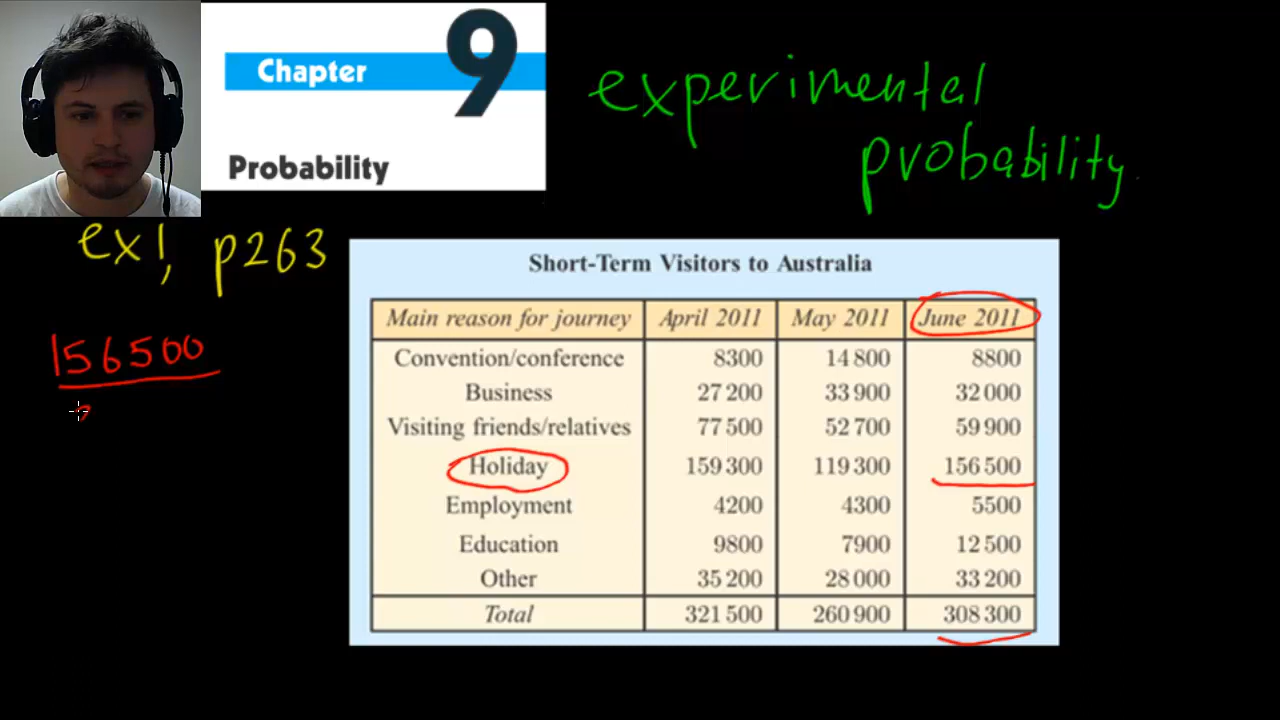 Chapter 9
Probability
experimental
probability
ex1, p263
156500
Short-Term Visitors to Australia
Main reason for journey April 2011 May 2011 June 2011
Convention/conference 8300 14 800 8800
Business 27 200 33 900 32 000
Visiting friends/relatives 77 500 52 700 59 900
Holiday 159 300 119 300 156 500
Employment 4200 4300 5500
Education 9800 7900 12 500
Other 35 200 28 000 33 200
Total 321 500 260 900 308 300